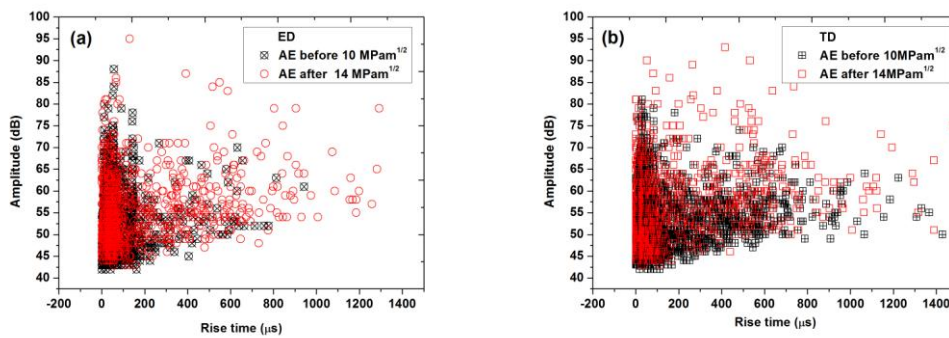 (a)
ED
AE before 10 MPam1/2
AE after 14 MPam1/2
100
95
90
85
80
75
70
65
60
55
50
45
40
Amplitude (dB)
-200 0 200 400 600 800 1000 1200 1400
Rise time (μs)
(b)
TD
AE before 10MPam1/2
AE after 14MPam1/2
100
95
90
85
80
75
70
65
60
55
50
45
40
Amplitude (dB)
-200 0 200 400 600 800 1000 1200 1400
Rise time (μs)